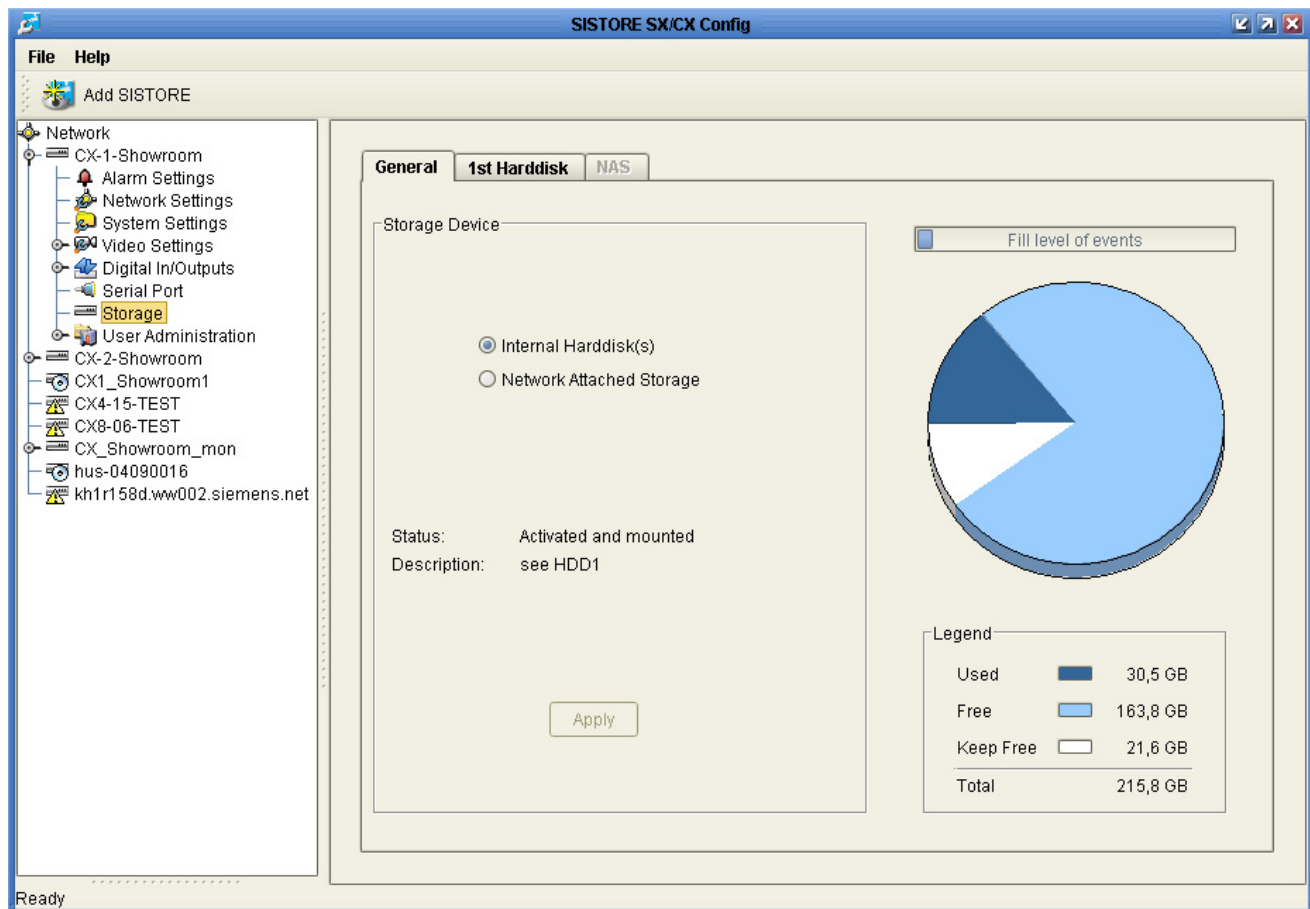 SISTORE SX/CX Config
File Help
Add SISTORE
Network
CX-1-Showroom
Alarm Settings
Network Settings
System Settings
Video Settings
Digital In/Outputs
Serial Port
Storage
User Administration
CX-2-Showroom
CX1_Showroom1
CX4-15-TEST
CX8-06-TEST
CX_Showroom_mon
hus-04090016
kh1r158d.ww002.siemens.net
General 1st Harddisk NAS
Storage Device
Internal Harddisk(s)
Network Attached Storage
Status: Activated and mounted
Description: see HDD1
Apply
Fill level of events
Legend
Used 30,5 GB
Free 163,8 GB
Keep Free 21,6 GB
Total 215,8 GB
Ready